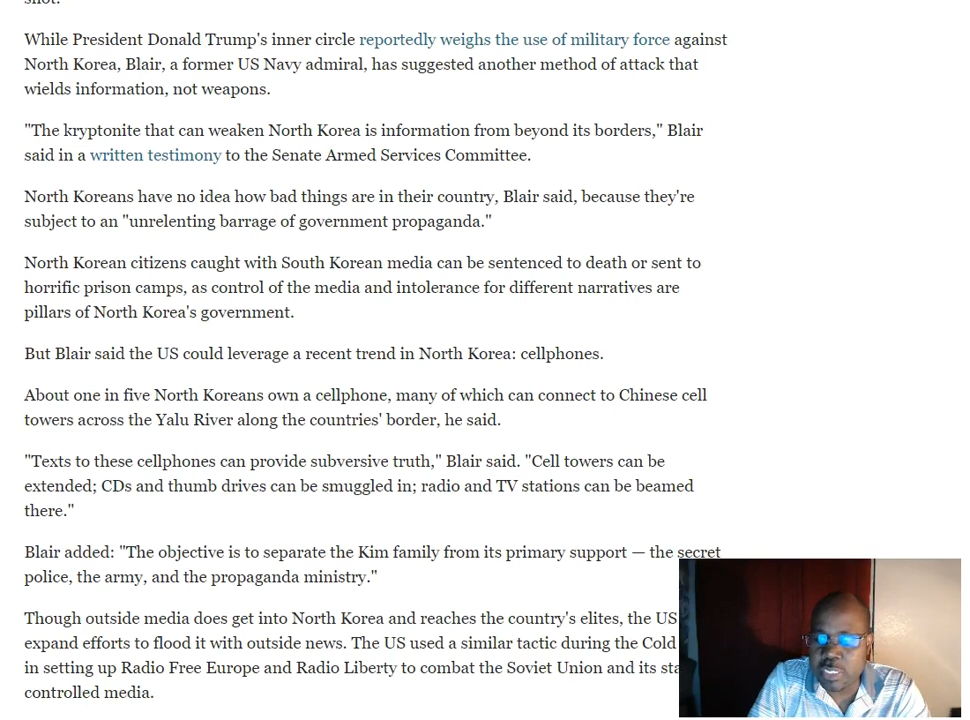 shot.
While President Donald Trump's inner circle reportedly weighs the use of military force against
North Korea, Blair, a former US Navy admiral, has suggested another method of attack that
wields information, not weapons.
"The kryptonite that can weaken North Korea is information from beyond its borders," Blair
said in a written testimony to the Senate Armed Services Committee.
North Koreans have no idea how bad things are in their country, Blair said, because they're
subject to an "unrelenting barrage of government propaganda."
North Korean citizens caught with South Korean media can be sentenced to death or sent to
horrific prison camps, as control of the media and intolerance for different narratives are
pillars of North Korea's government.
But Blair said the US could leverage a recent trend in North Korea: cellphones.
About one in five North Koreans own a cellphone, many of which can connect to Chinese cell
towers across the Yalu River along the countries' border, he said.
"Texts to these cellphones can provide subversive truth," Blair said. "Cell towers can be
extended; CDs and thumb drives can be smuggled in; radio and TV stations can be beamed
there."
Blair added: "The objective is to separate the Kim family from its primary support — the secret
police, the army, and the propaganda ministry."
Though outside media does get into North Korea and reaches the country's elites, the US
expand efforts to flood it with outside news. The US used a similar tactic during the Cold
in setting up Radio Free Europe and Radio Liberty to combat the Soviet Union and its
controlled media.